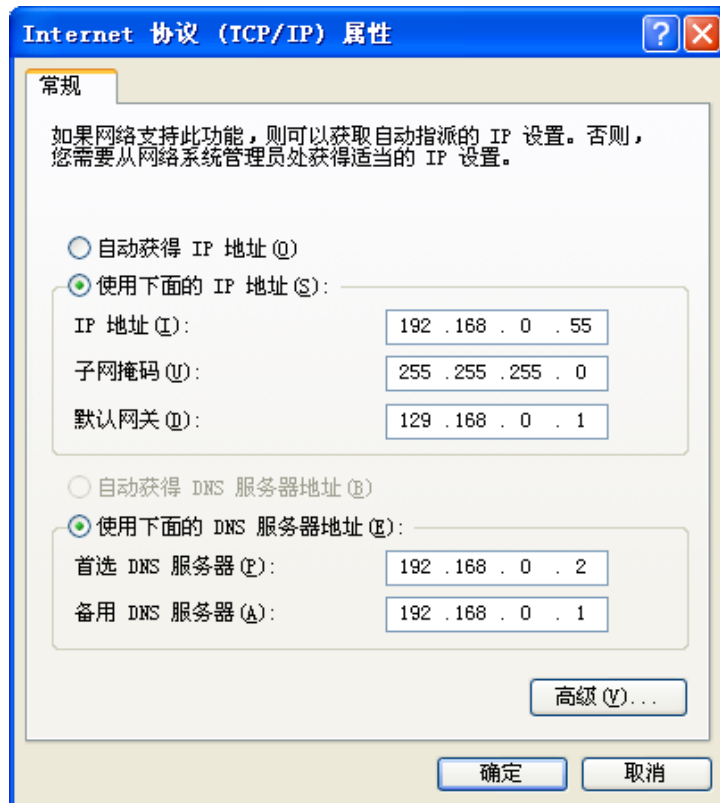 Internet 协议 (TCP/IP) 属性
常规
如果网络支持此功能，则可以获取自动指派的 IP 设置。否则，
您需要从网络系统管理员处获得适当的 IP 设置。
自动获得 IP 地址(O)
使用下面的 IP 地址(S):
IP 地址(I): 192 .168 . 0 . 55
子网掩码(U): 255 .255 .255 . 0
默认网关(D): 129 .168 . 0 . 1
自动获得 DNS 服务器地址(B)
使用下面的 DNS 服务器地址(E):
首选 DNS 服务器(P): 192 .168 . 0 . 2
备用 DNS 服务器(A): 192 .168 . 0 . 1
高级(V)...
确定 取消